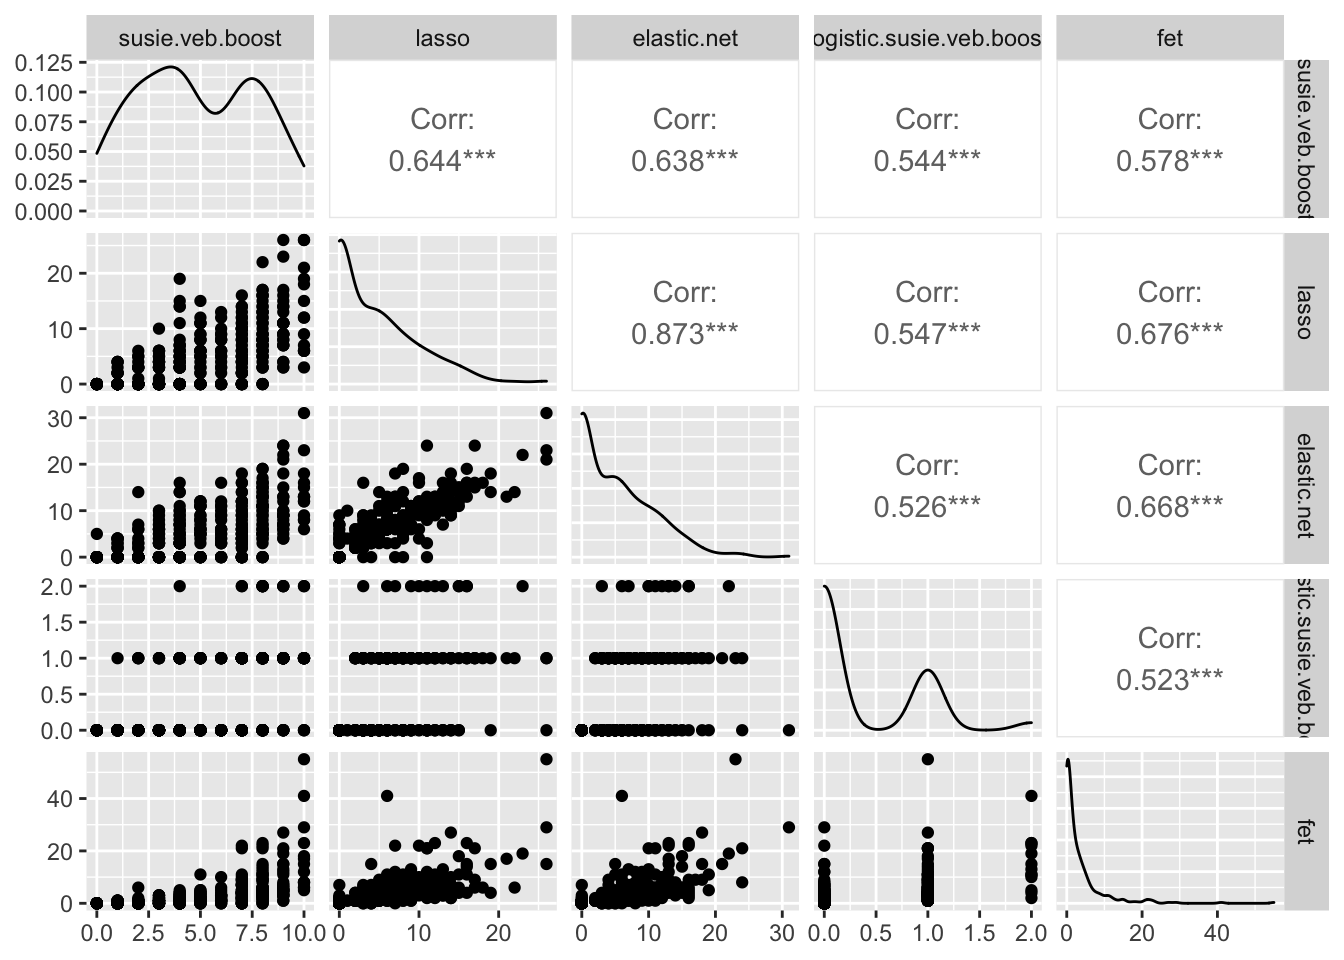 susie.veb.boost lasso elastic.net ogistic.susie.veb.boos fet
0.125
0.100
0.075
0.050
0.025
0.000
Corr:
0.644***
Corr:
0.638***
Corr:
0.544***
Corr:
0.578***
susie.veb.boost
20
10
0
Corr:
0.873***
Corr:
0.547***
Corr:
0.676***
lasso
30
20
10
0
Corr:
0.526***
Corr:
0.668***
elastic.net
2.0
1.5
1.0
0.5
0.0
Corr:
0.523***
stic.susie.veb.bo
40
20
0
fet
0.0 2.5 5.0 7.5 10.0 0 10 20 0 10 20 30 0.0 0.5 1.0 1.5 2.0 0 20 40